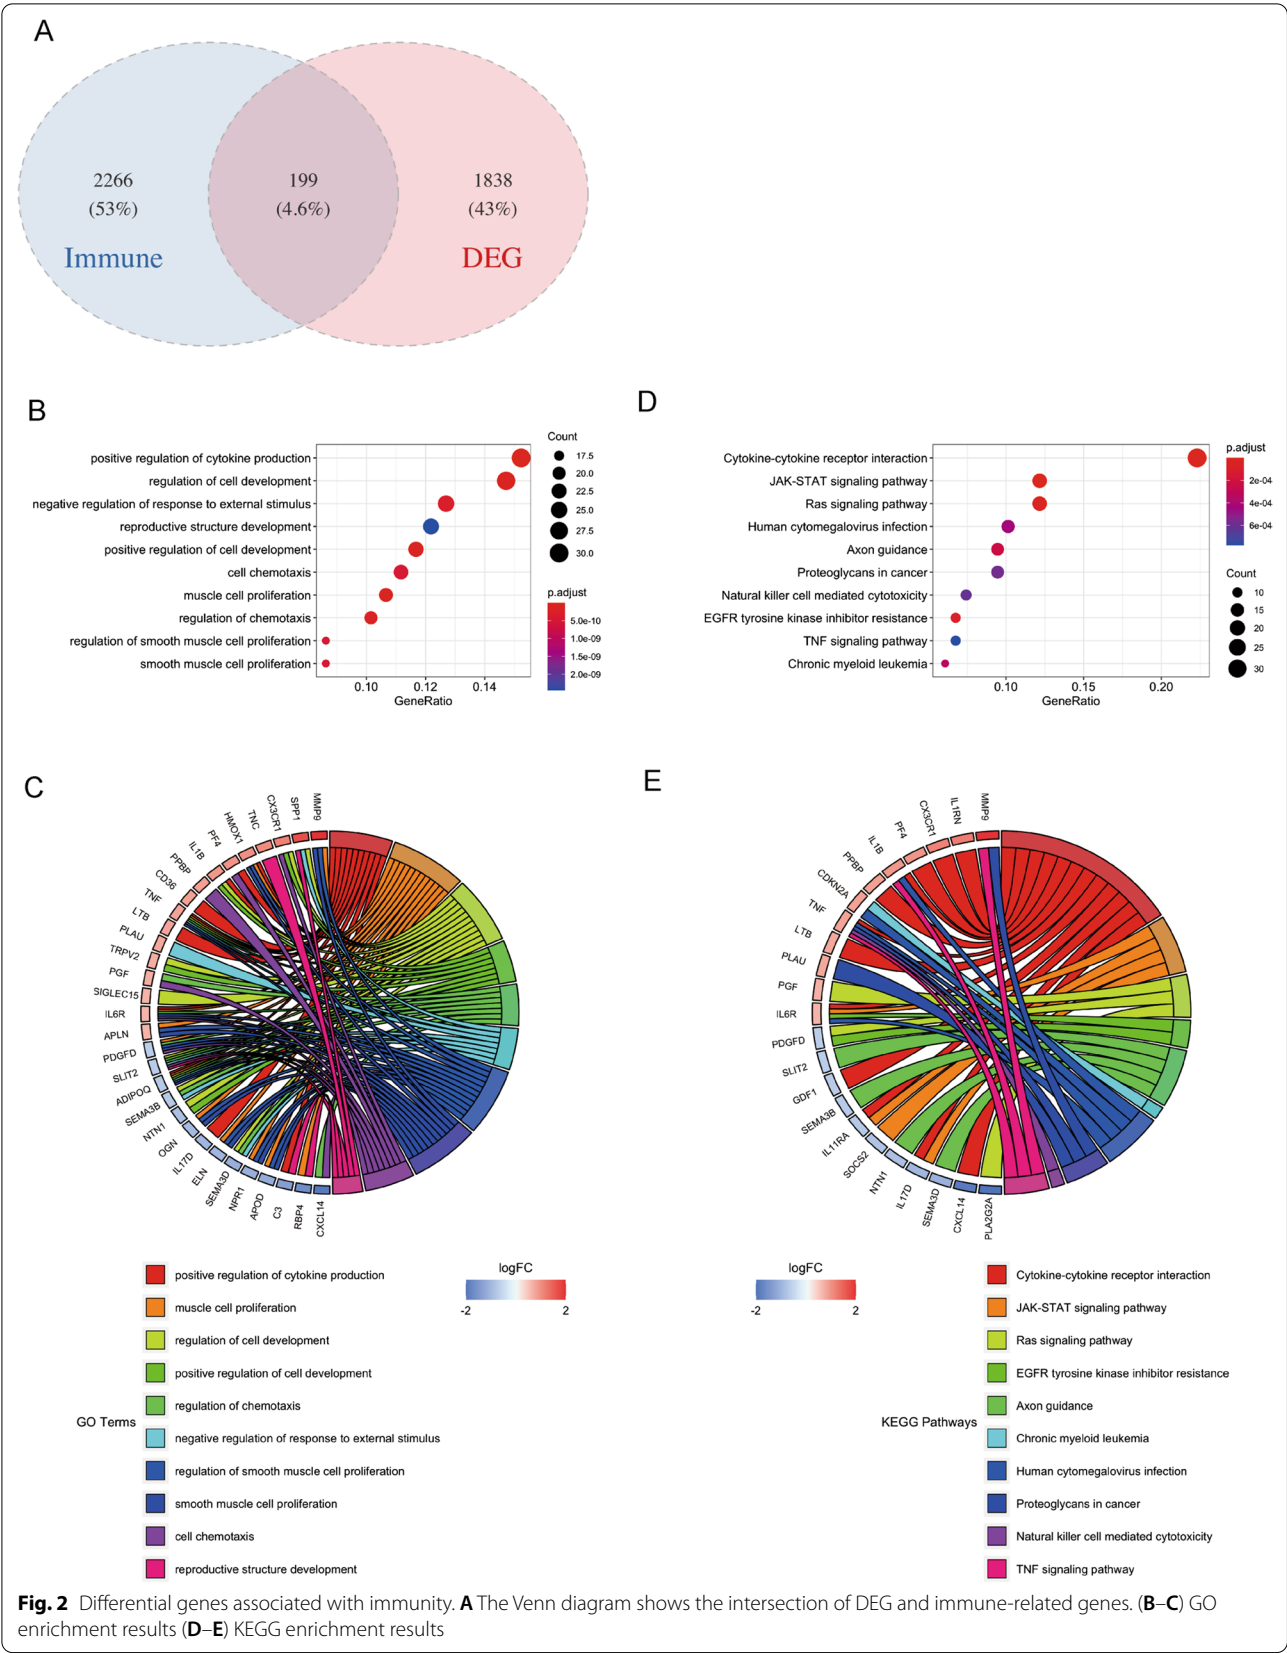 A
2266
(53%)
199
(4.6%)
1838
(43%)
Immune
DEG
B
positive regulation of cytokine production
regulation of cell development
negative regulation of response to external stimulus
reproductive structure development
positive regulation of cell development
cell chemotaxis
muscle cell proliferation
regulation of chemotaxis
regulation of smooth muscle cell proliferation
smooth muscle cell proliferation
0.10 0.12 0.14
GeneRatio
Count
17.5
20.0
22.5
25.0
27.5
30.0
p.adjust
5.0e-10
1.0e-09
1.5e-09
2.0e-09
D
Cytokine-cytokine receptor interaction
JAK-STAT signaling pathway
Ras signaling pathway
Human cytomegalovirus infection
Axon guidance
Proteoglycans in cancer
Natural killer cell mediated cytotoxicity
EGFR tyrosine kinase inhibitor resistance
TNF signaling pathway
Chronic myeloid leukemia
0.10 0.15 0.20
GeneRatio
p.adjust
2e-04
4e-04
6e-04
Count
10
15
20
25
30
C
MMP9
SPP1
CX3CR1
TNC
HMOX1
PF4
IL1B
PPBP
CD36
TNF
LTB
PLAU
TRPV2
PGF
SIGLEC15
IL6R
APLN
PDGFD
SLIT2
ADIPOQ
SEMA3B
NTN1
OGN
IL17D
ELN
SEMA3D
NPR1
APOD
C3
RBP4
CXCL14
GO Terms
positive regulation of cytokine production
muscle cell proliferation
regulation of cell development
positive regulation of cell development
regulation of chemotaxis
negative regulation of response to external stimulus
regulation of smooth muscle cell proliferation
smooth muscle cell proliferation
cell chemotaxis
reproductive structure development
logFC
-2 2
E
MMP9
IL1RN
CX3CR1
PF4
IL1B
PPBP
CDKN2A
TNF
LTB
PLAU
PGF
IL6R
PDGFD
SLIT2
GDF1
SEMA3B
IL11RA
SOCS2
NTN1
IL17D
SEMA3D
CXCL14
PLA2G2A
logFC
-2 2
KEGG Pathways
Cytokine-cytokine receptor interaction
JAK-STAT signaling pathway
Ras signaling pathway
EGFR tyrosine kinase inhibitor resistance
Axon guidance
Chronic myeloid leukemia
Human cytomegalovirus infection
Proteoglycans in cancer
Natural killer cell mediated cytotoxicity
TNF signaling pathway
Fig. 2 Differential genes associated with immunity. A The Venn diagram shows the intersection of DEG and immune-related genes. (B–C) GO
enrichment results (D–E) KEGG enrichment results